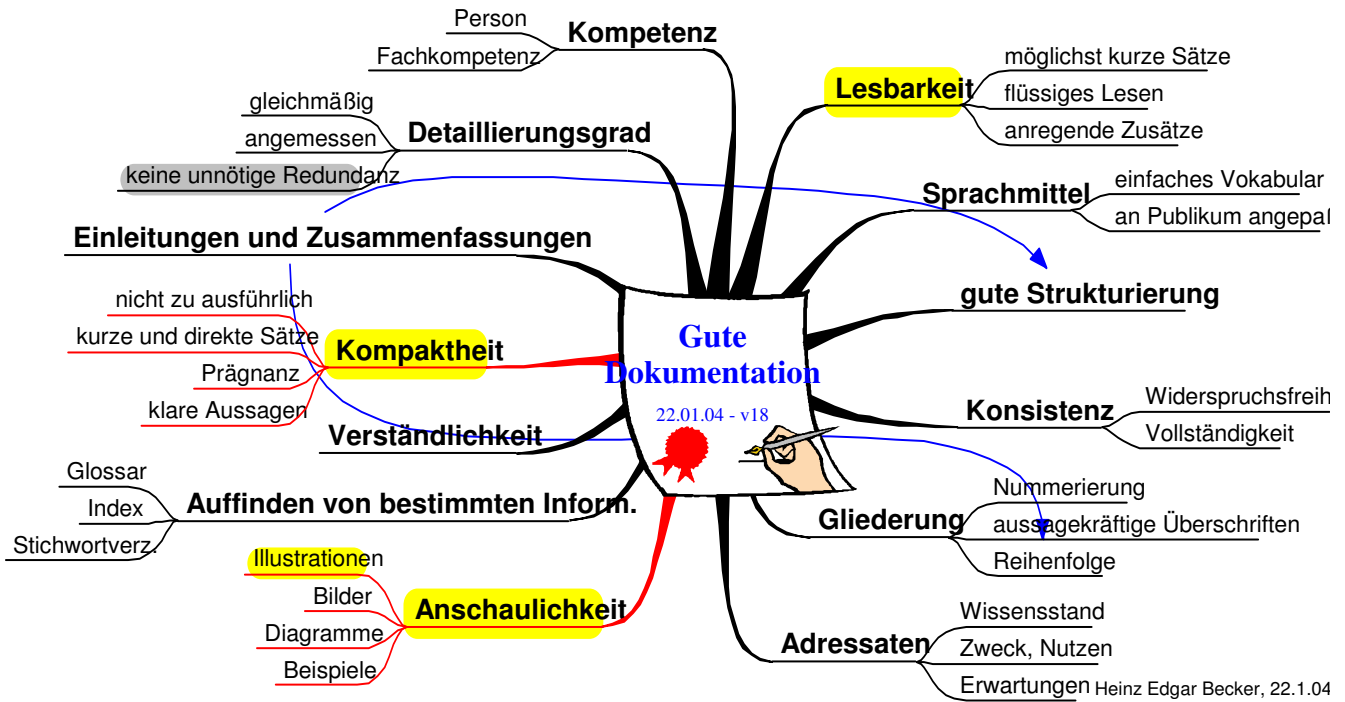 Gute
Dokumentation
22.01.04 - v18
Kompetenz
Person
Fachkompetenz
Detaillierungsgrad
gleichmäßig
angemessen
keine unnötige Redundanz
Einleitungen und Zusammenfassungen
Kompaktheit
nicht zu ausführlich
kurze und direkte Sätze
Prägnanz
klare Aussagen
Verständlichkeit
Auffinden von bestimmten Inform.
Glossar
Index
Stichwortverz.
Anschaulichkeit
Illustrationen
Bilder
Diagramme
Beispiele
Lesbarkeit
möglichst kurze Sätze
flüssiges Lesen
anregende Zusätze
Sprachmittel
einfaches Vokabular
an Publikum
gute Strukturierung
Konsistenz
Vollständigkeit
Gliederung
Nummerierung
aussagekräftige Überschriften
Reihenfolge
Adressaten
Wissensstand
Zweck, Nutzen
Erwartungen
Heinz Edgar Becker, 22.1.04